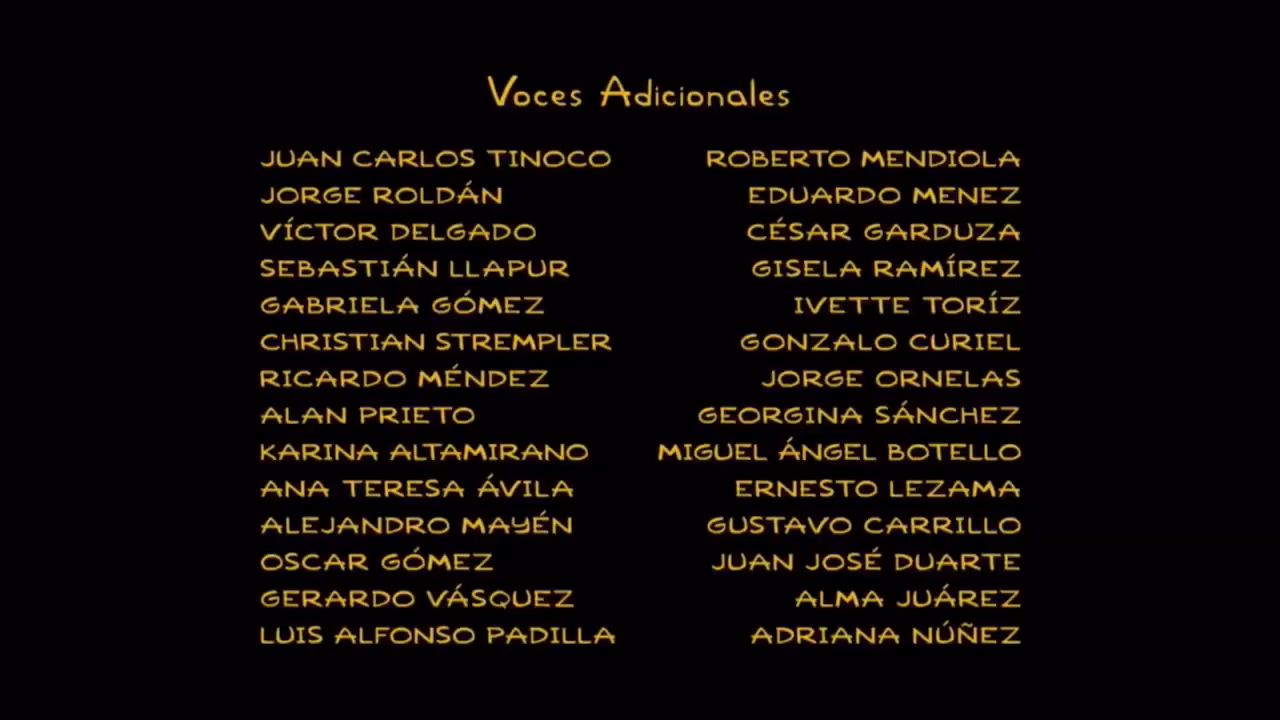 Voces Adicionales
JUAN CARLOS TINOCO ROBERTO MENDIOLA
JORGE ROLDÁN EDUARDO MENEZ
VÍCTOR DELGADO CÉSAR GARDUZA
SEBASTIÁN LLAPUR GISELA RAMÍREZ
GABRIELA GÓMEZ IVETTE TORÍZ
CHRISTIAN STREMPLER GONZALO CURIEL
RICARDO MÉNDEZ JORGE ORNELAS
ALAN PRIETO GEORGINA SÁNCHEZ
KARINA ALTAMIRANO MIGUEL ÁNGEL BOTELLO
ANA TERESA ÁVILA ERNESTO LEZAMA
ALEJANDRO MAYÉN GUSTAVO CARRILLO
OSCAR GÓMEZ JUAN JOSÉ DUARTE
GERARDO VÁSQUEZ ALMA JUÁREZ
LUIS ALFONSO PADILLA ADRIANA NÚÑEZ